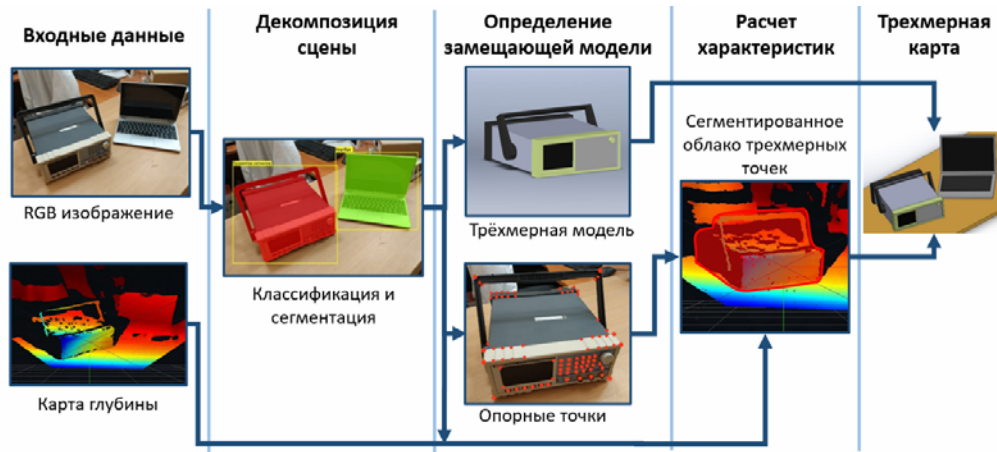 Входные данные
Декомпозиция
сцены
Определение
замещающей модели
Расчет
характеристик
Трехмерная
карта
RGB изображение
Карта глубины
Классификация и
сегментация
Трёхмерная модель
Опорные точки
Сегментированное
облако трехмерных
точек